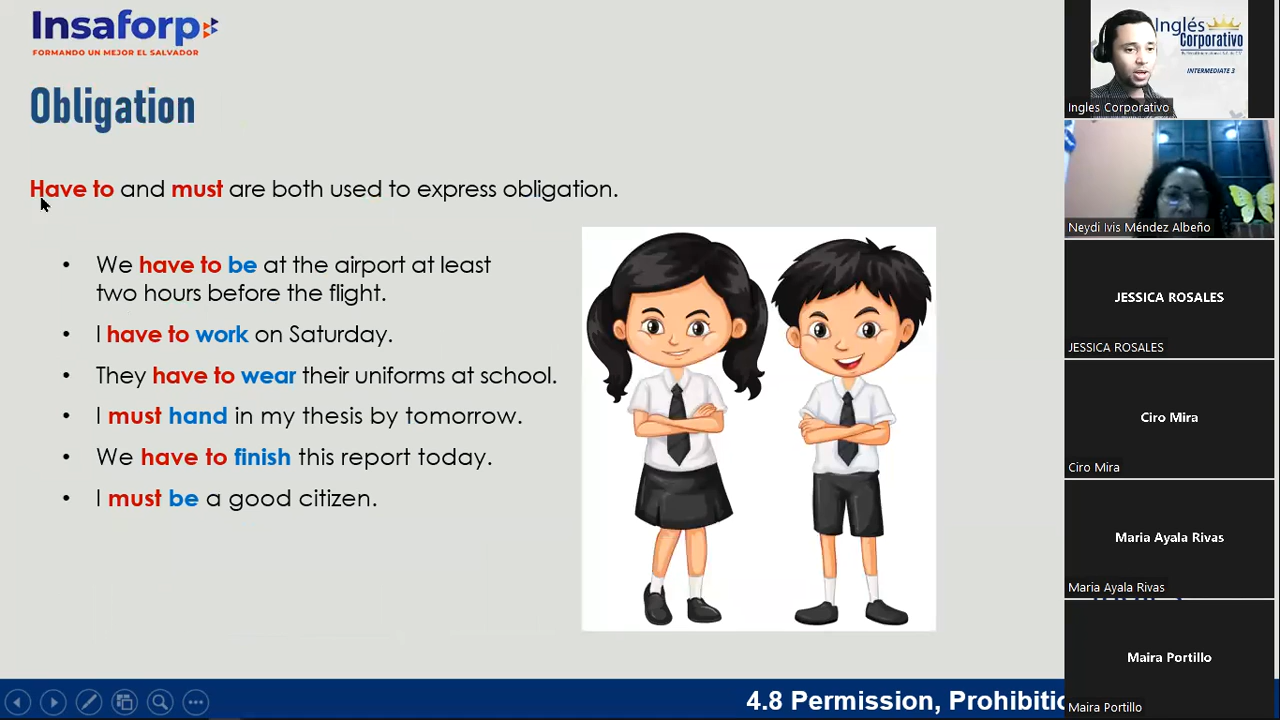 Insaforp
FORMANDO UN MEJOR EL SALVADOR
Obligation
Have to and must are both used to express obligation.
• We have to be at the airport at least
two hours before the flight.
• I have to work on Saturday.
• They have to wear their uniforms at school.
• I must hand in my thesis by tomorrow.
• We have to finish this report today.
• I must be a good citizen.
4.8 Permission, Prohibitio
Inglés
Corporativo
INTERMEDIATE 3
Ingles Corporativo
Neydi Ivis Méndez Albeño
JESSICA ROSALES
JESSICA ROSALES
Ciro Mira
Ciro Mira
Maria Ayala Rivas
Maria Ayala Rivas
Maira Portillo
Maira Portillo